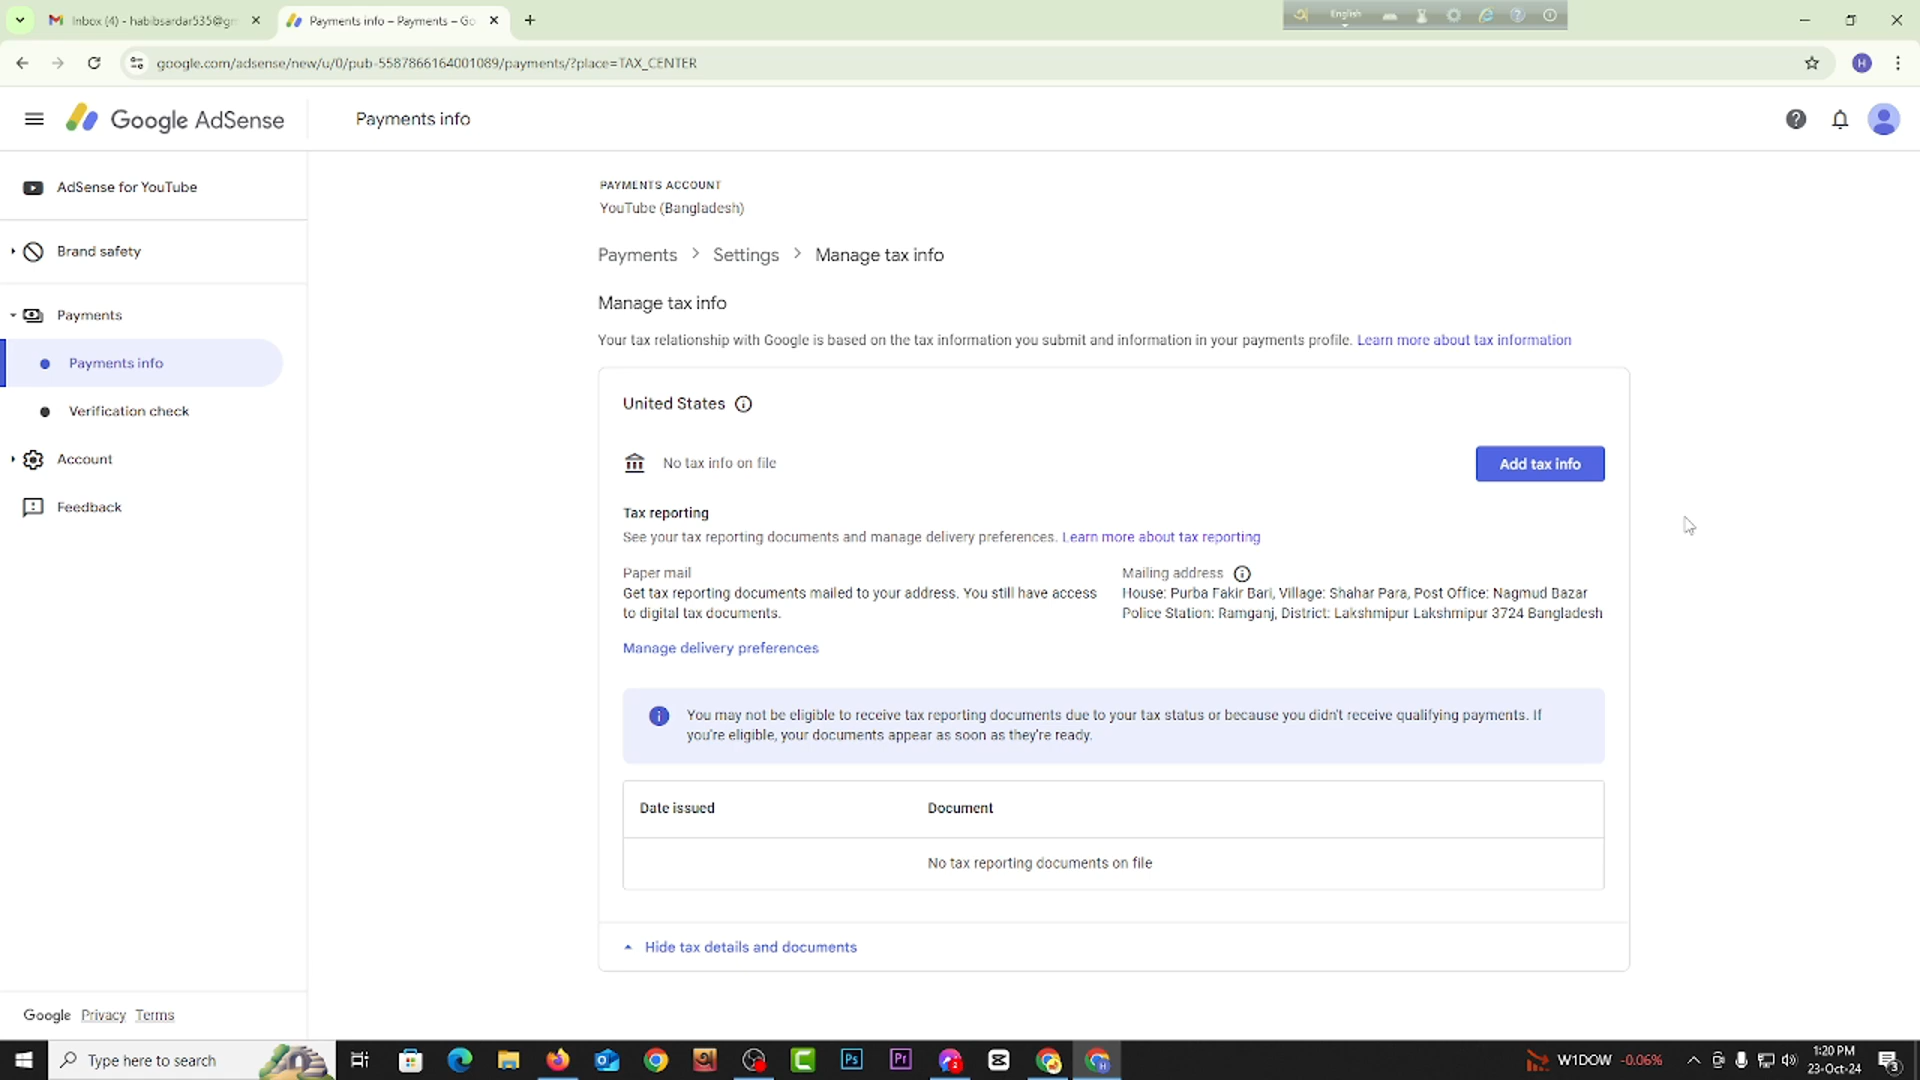 Inbox (4) - habibsardar535@gm
Payments info – Payments – Go
English
google.com/adsense/new/u/0/pub-5587866164001089/payments/?place=TAX_CENTER
H
Google AdSense
Payments info
AdSense for YouTube
Brand safety
Payments
Payments info
Verification check
Account
Feedback
Google Privacy Terms
PAYMENTS ACCOUNT
YouTube (Bangladesh)
Payments > Settings > Manage tax info
Manage tax info
Your tax relationship with Google is based on the tax information you submit and information in your payments profile. Learn more about tax information
United States
No tax info on file
Add tax info
Tax reporting
See your tax reporting documents and manage delivery preferences. Learn more about tax reporting
Paper mail
Get tax reporting documents mailed to your address. You still have access
to digital tax documents.
Mailing address
House: Purba Fakir Bari, Village: Shahar Para, Post Office: Nagmud Bazar
Police Station: Ramganj, District: Lakshmipur Lakshmipur 3724 Bangladesh
Manage delivery preferences
You may not be eligible to receive tax reporting documents due to your tax status or because you didn't receive qualifying payments. If
you're eligible, your documents appear as soon as they're ready.
Date issued Document
No tax reporting documents on file
Hide tax details and documents
Type here to search
Ps
Pr
W1DOW -0.06%
1:20 PM
23-Oct-24
3